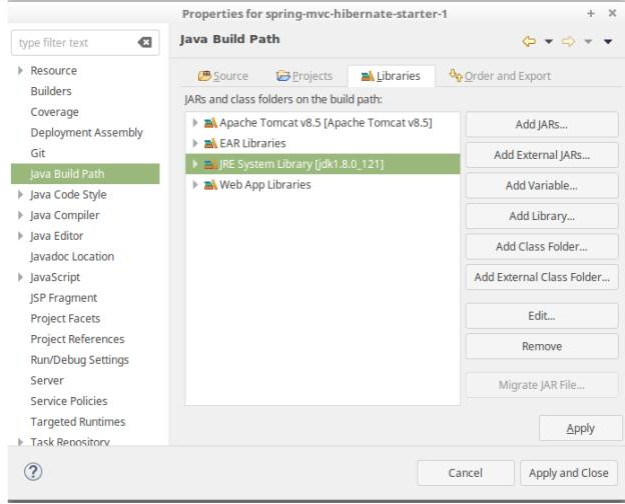 Properties for spring-mvc-hibernate-starter-1
type filter text
Java Build Path
Resource
Builders
Coverage
Deployment Assembly
Git
Java Build Path
Java Code Style
Java Compiler
Java Editor
Javadoc Location
JavaScript
JSP Fragment
Project Facets
Project References
Run/Debug Settings
Server
Service Policies
Targeted Runtimes
Task Repository
Source Projects Libraries Order and Export
JARs and class folders on the build path:
Apache Tomcat v8.5 [Apache Tomcat v8.5]
EAR Libraries
JRE System Library [jdk1.8.0_121]
Web App Libraries
Add JARs...
Add External JARs...
Add Variable...
Add Library...
Add Class Folder...
Add External Class Folder...
Edit...
Remove
Migrate JAR File...
Apply
Cancel Apply and Close